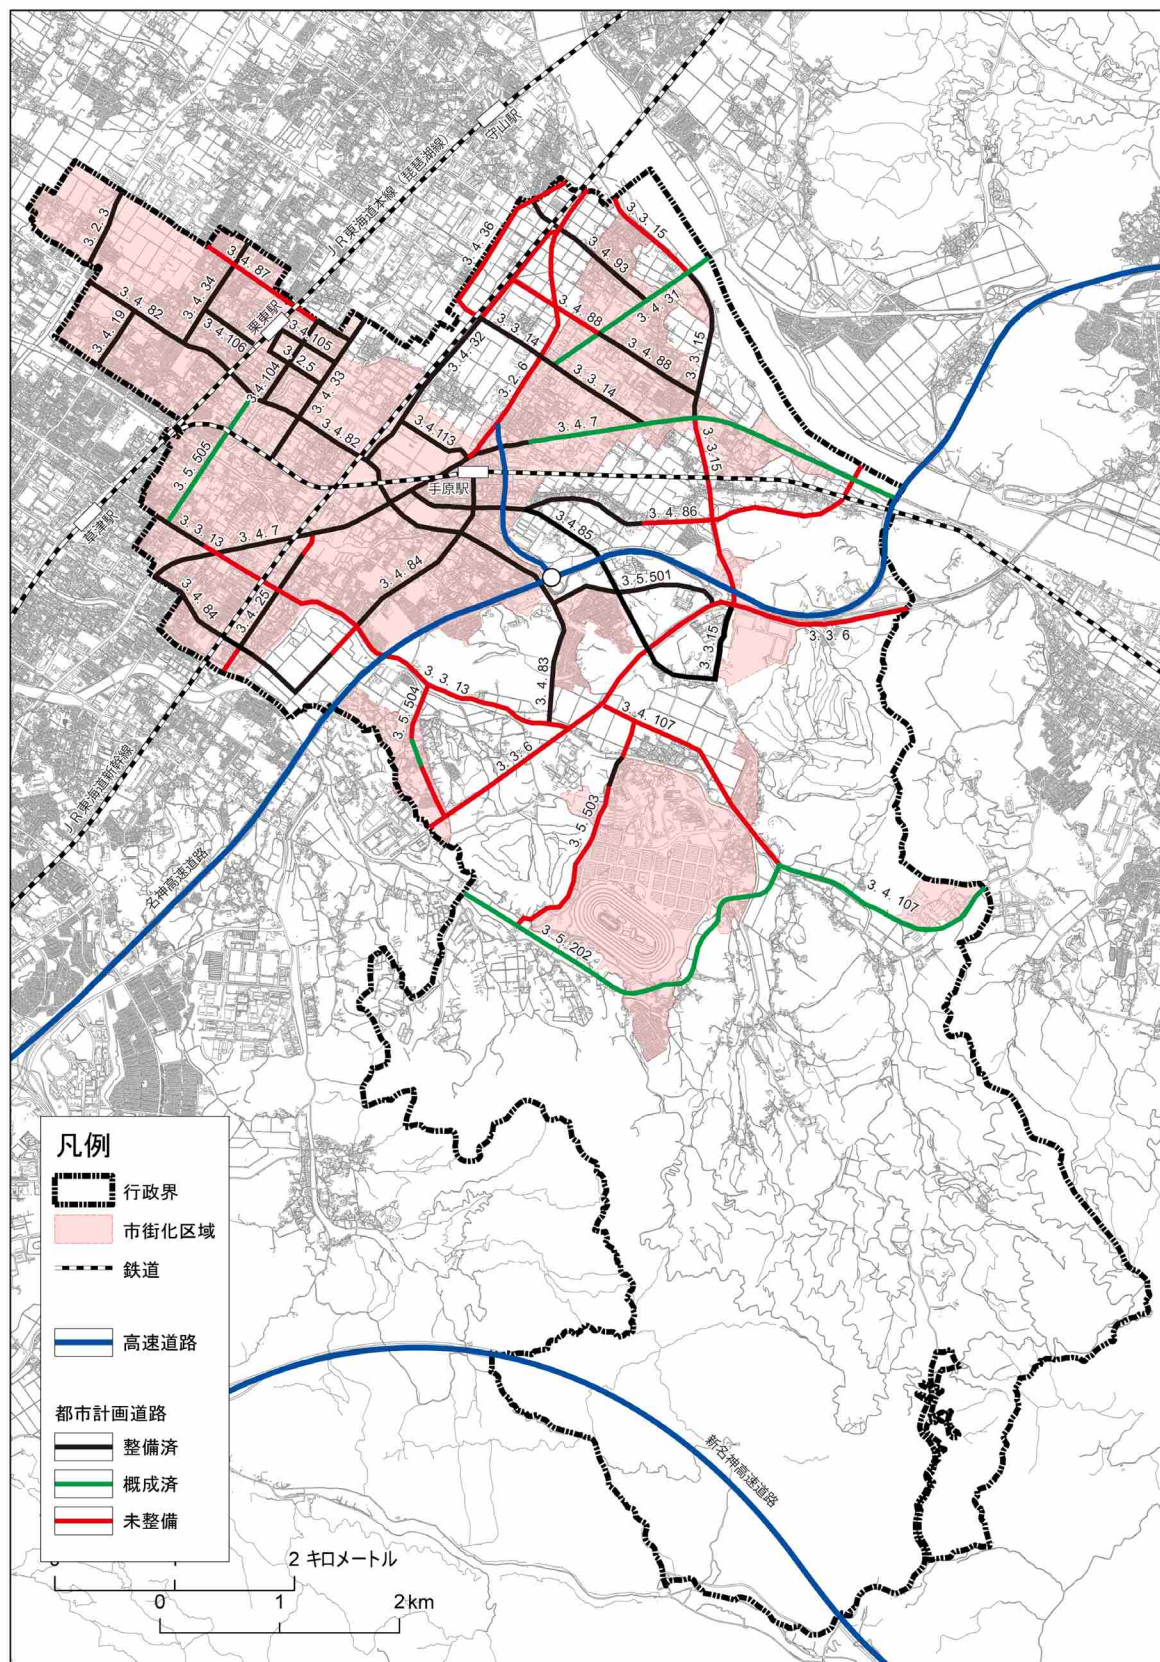 守山駅
JR東海道本線（琵琶湖線）
3. 2. 3
3. 4. 87
3. 4. 34
3. 4. 82
3. 4. 19
3. 4. 106
栗東駅
3. 4. 105
3. 2. 5
3. 4. 104
3. 4. 33
3. 4. 82
3. 4. 36
3. 3. 15
3. 4. 93
3. 4. 31
3. 4. 88
3. 4. 88
3. 3. 15
3. 4. 32
3. 3. 14
3. 3. 14
3. 2. 6
3. 4. 113
3. 4. 7
3. 3. 15
3. 5. 505
手原駅
草津駅
3. 3. 13
3. 4. 7
3. 4. 84
3. 4. 85
3. 4. 86
3. 5. 501
3. 4. 84
3. 4. 25
3. 3. 15
3. 3. 6
3. 4. 83
3. 3. 13
3. 5. 504
3. 4. 107
3. 3. 6
JR東海道新幹線
名神高速道路
3. 5. 503
3. 4. 107
3. 5. 202
凡例
行政界
市街化区域
鉄道
高速道路
都市計画道路
整備済
概成済
未整備
新名神高速道路
2 キロメートル
0 1 2 km